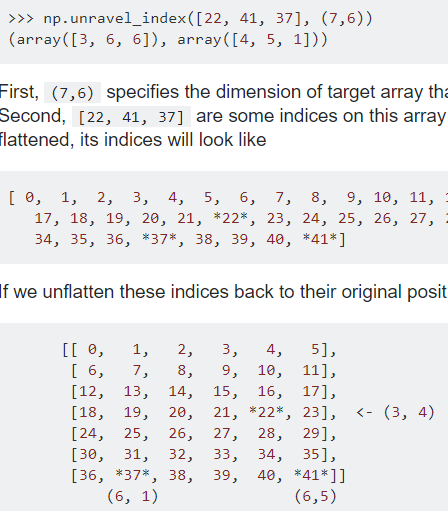 >>> np.unravel_index([22, 41, 37], (7,6))
(array([3, 6, 6]), array([4, 5, 1]))
First, (7,6) specifies the dimension of target array tha
Second, [22, 41, 37] are some indices on this array
flattened, its indices will look like
[ 0, 1, 2, 3, 4, 5, 6, 7, 8, 9, 10, 11,
17, 18, 19, 20, 21, *22*, 23, 24, 25, 26, 27,
34, 35, 36, *37*, 38, 39, 40, *41*]
If we unflatten these indices back to their original posit
[[ 0, 1, 2, 3, 4, 5],
[ 6, 7, 8, 9, 10, 11],
[12, 13, 14, 15, 16, 17],
[18, 19, 20, 21, *22*, 23], <- (3, 4)
[24, 25, 26, 27, 28, 29],
[30, 31, 32, 33, 34, 35],
[36, *37*, 38, 39, 40, *41*]]
(6, 1) (6,5)